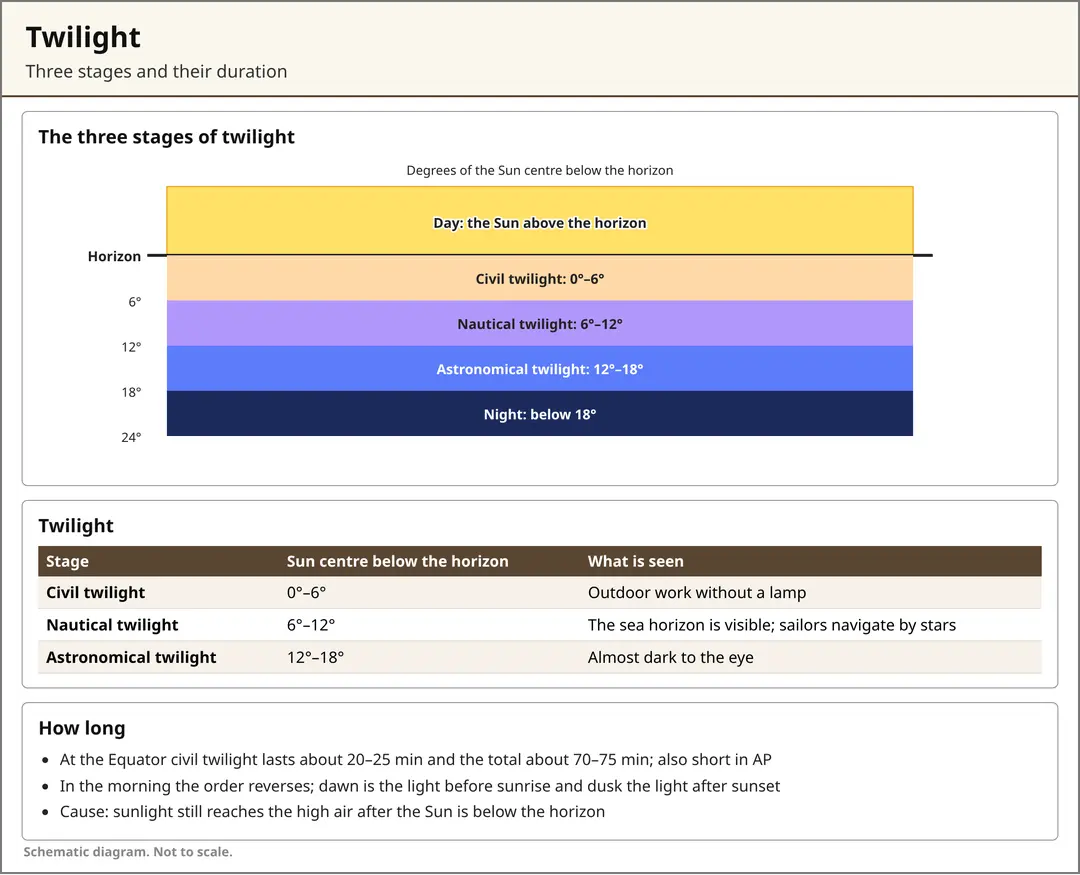 Twilight
Three stages and their duration
The three stages of twilight
Degrees of the Sun centre below the horizon
Day: the Sun above the horizon
Horizon
Civil twilight: 0°–6°
6°
Nautical twilight: 6°–12°
12°
Astronomical twilight: 12°–18°
18°
Night: below 18°
24°
Twilight
Stage Sun centre below the horizon What is seen
Civil twilight 0°–6° Outdoor work without a lamp
Nautical twilight 6°–12° The sea horizon is visible; sailors navigate by stars
Astronomical twilight 12°–18° Almost dark to the eye
How long
• At the Equator civil twilight lasts about 20–25 min and the total about 70–75 min; also short in AP
• In the morning the order reverses; dawn is the light before sunrise and dusk the light after sunset
• Cause: sunlight still reaches the high air after the Sun is below the horizon
Schematic diagram. Not to scale.